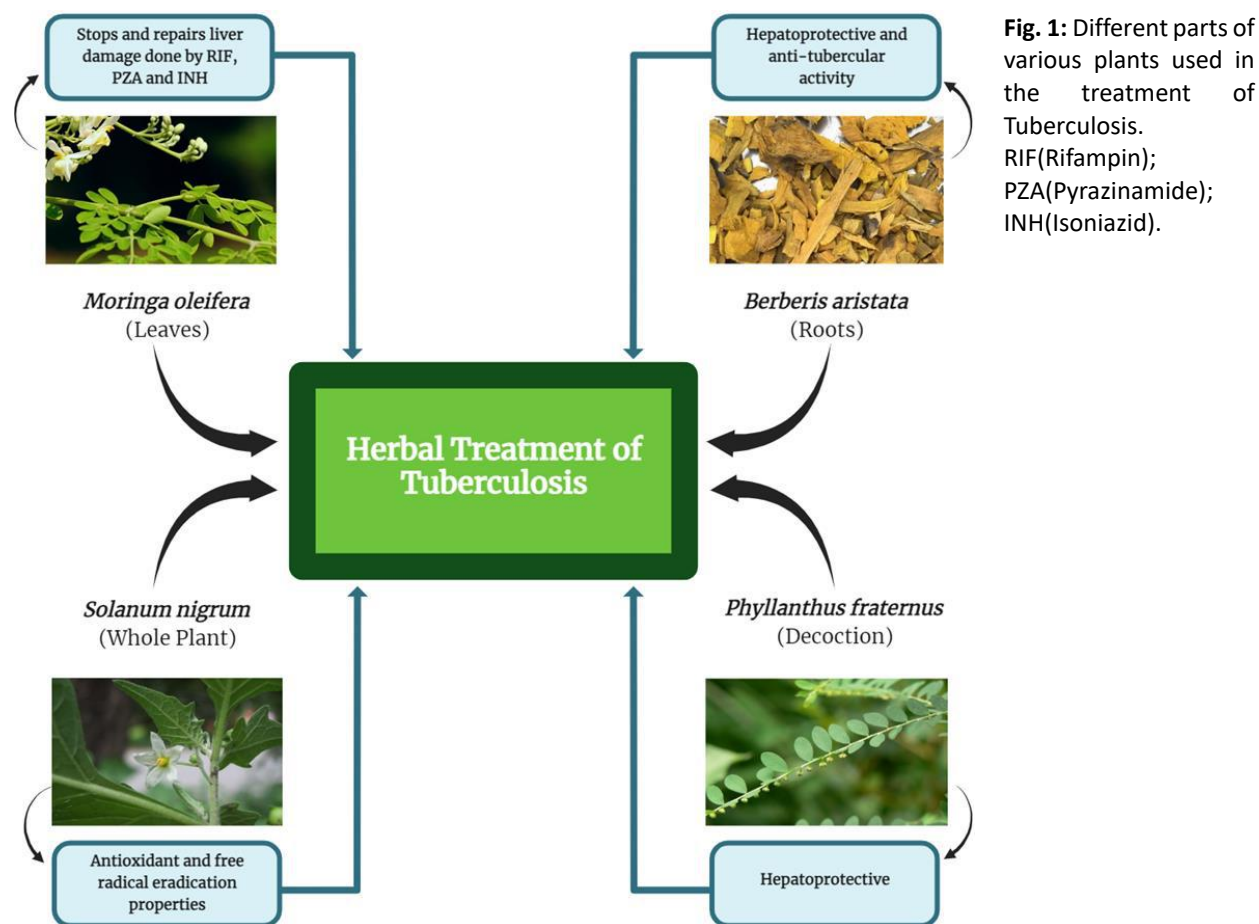 Stops and repairs liver
damage done by RIF,
PZA and INH
Moringa oleifera
(Leaves)
Hepatoprotective and
anti-tubercular
activity
Berberis aristata
(Roots)
Herbal Treatment of
Tuberculosis
Solanum nigrum
(Whole Plant)
Antioxidant and free
radical eradication
properties
Phyllanthus fraternus
(Decoction)
Hepatoprotective
Fig. 1: Different parts of
various plants used in
the treatment of
Tuberculosis.
RIF(Rifampin);
PZA(Pyrazinamide);
INH(Isoniazid).